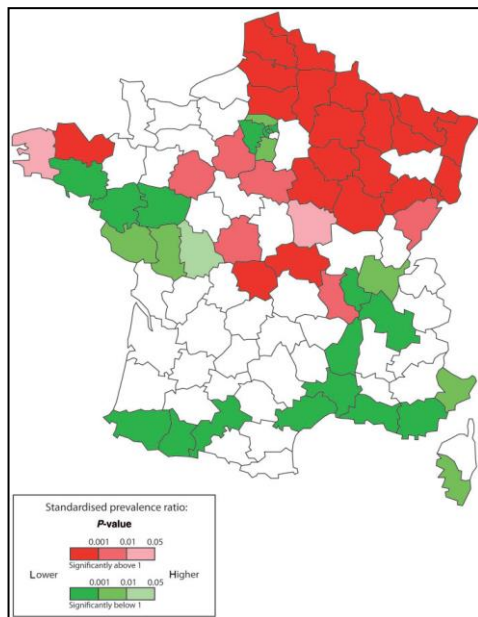 Standardised prevalence ratio:
P-value
0.001 0.01 0.05
Significantly above 1
Lower Higher
0.001 0.01 0.05
Significantly below 1